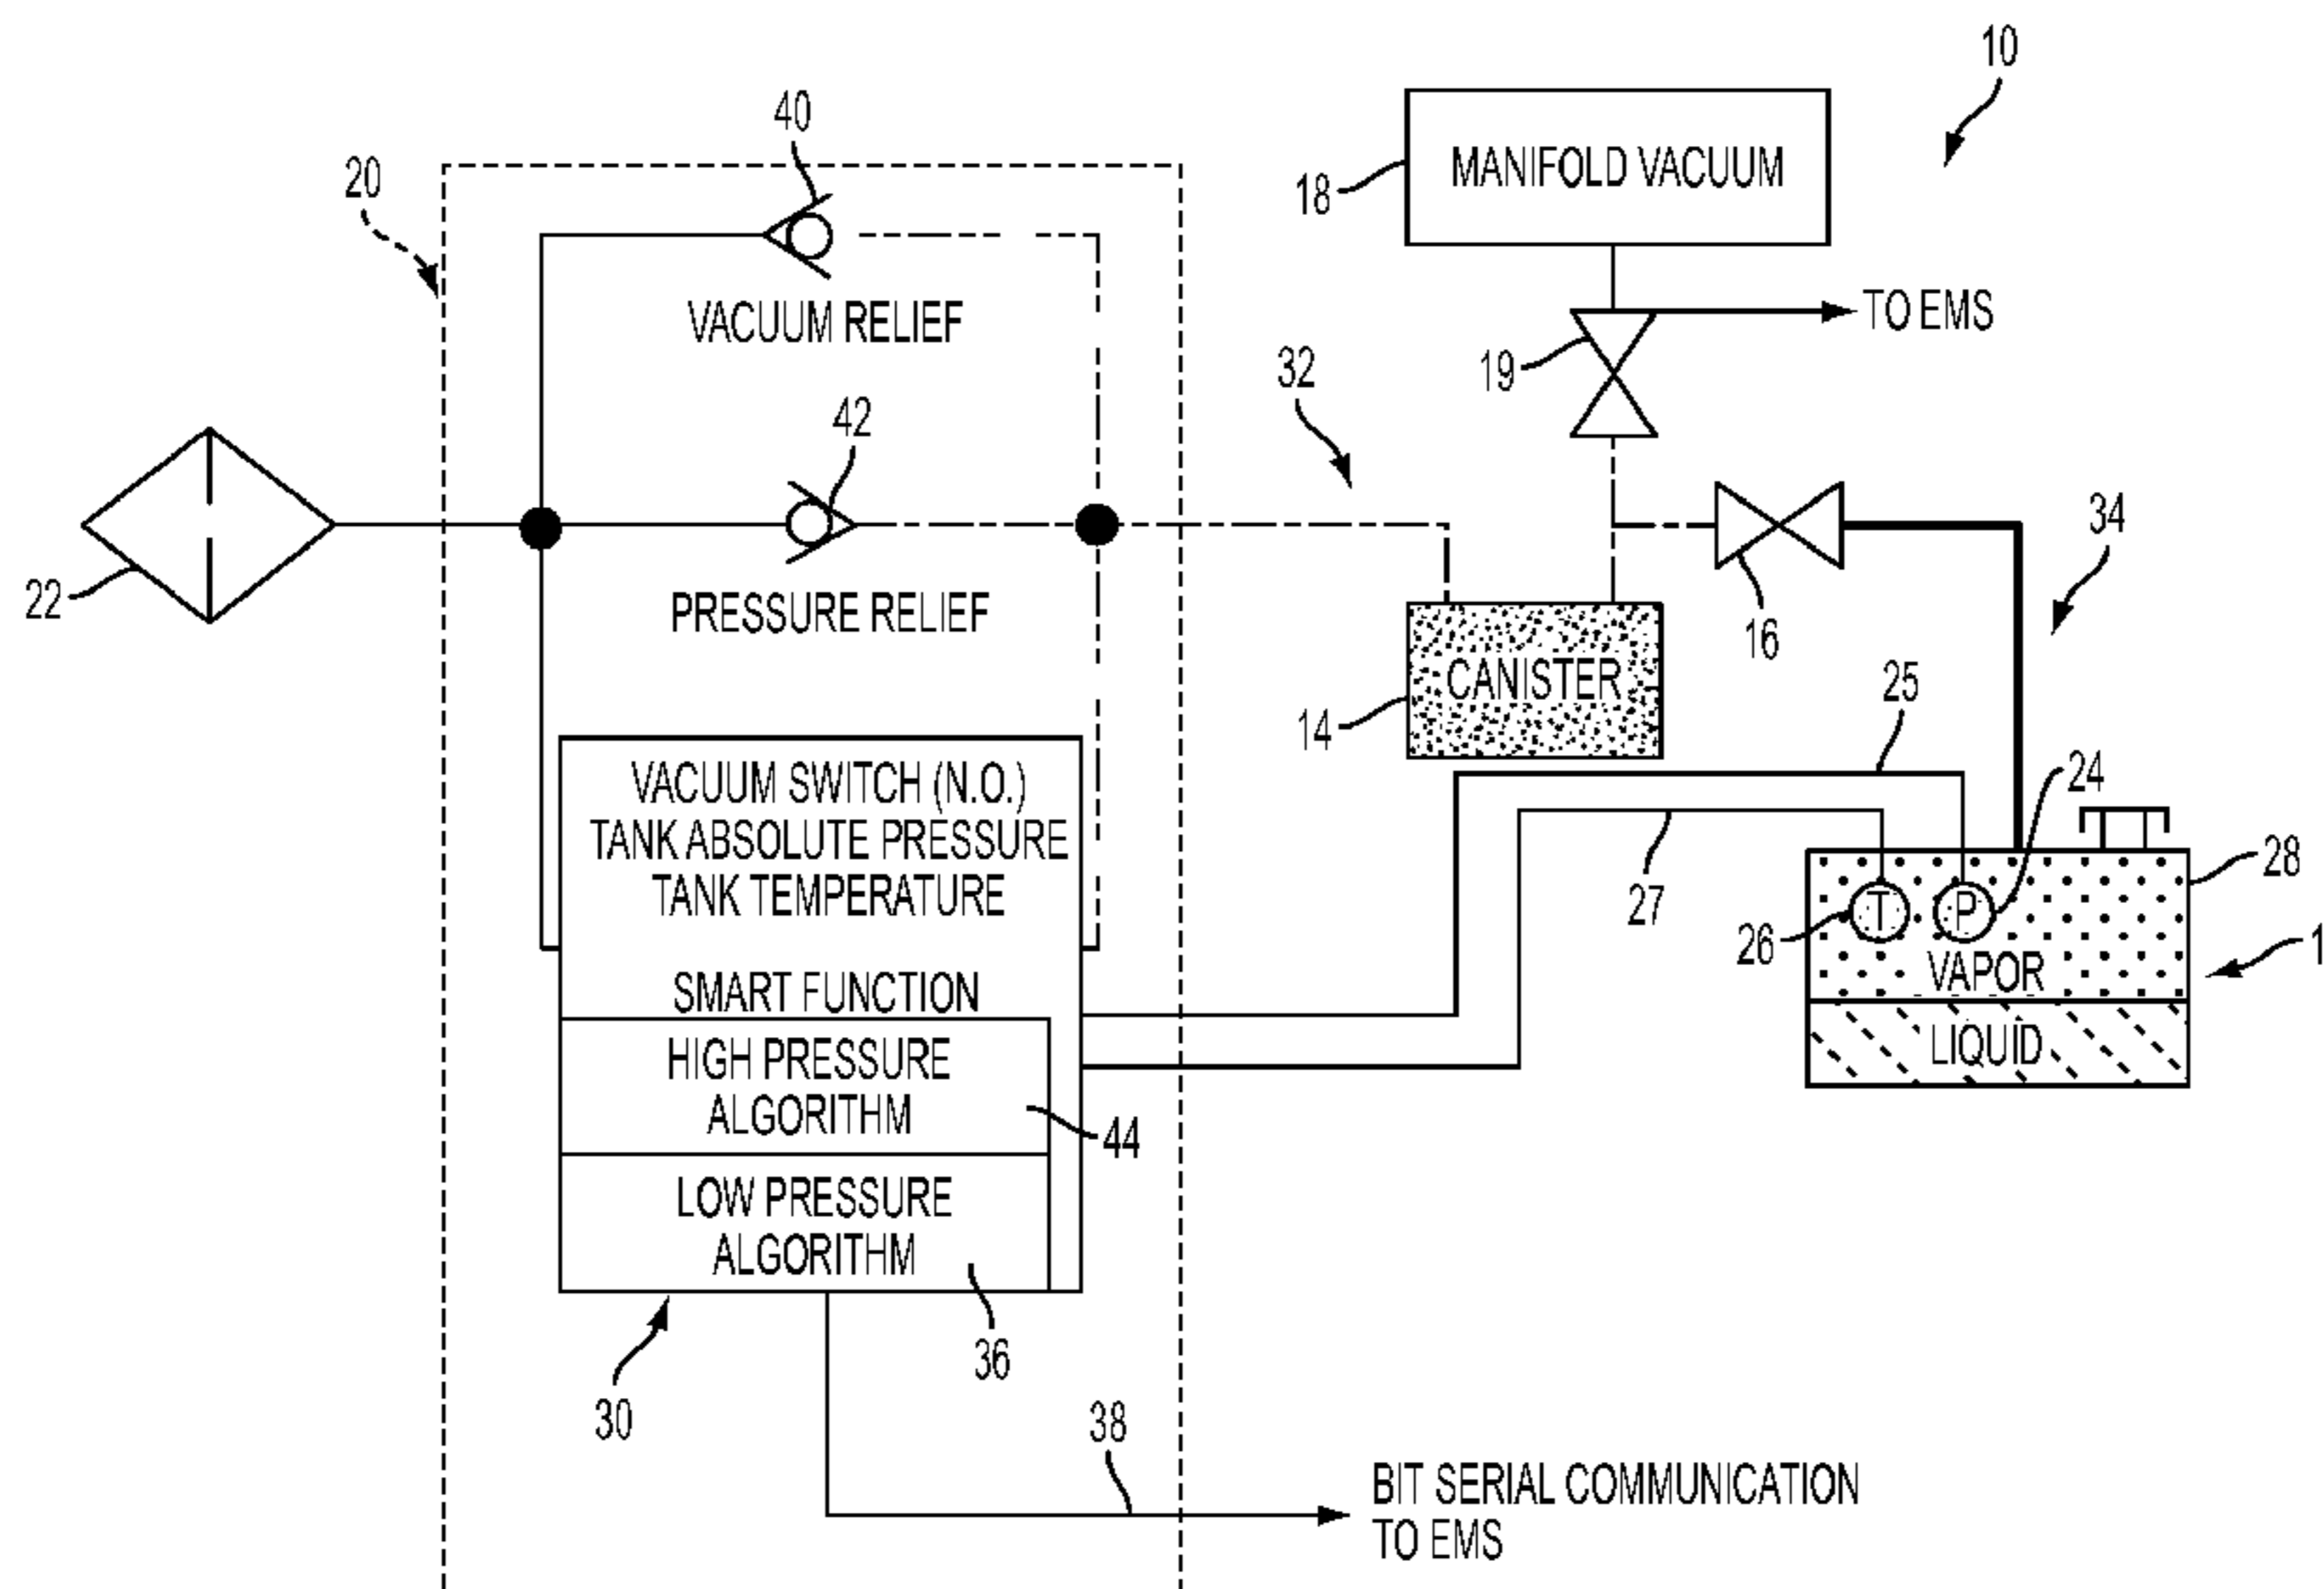 10
40
MANIFOLD VACUUM
20
18
VACUUM RELIEF
TO EMS
32
19
42
34
22
PRESSURE RELIEF
16
CANISTER
25
14
24
VACUUM SWITCH (N.O.)
TANK ABSOLUTE PRESSURE
TANK TEMPERATURE
28
27
T
P
26
1
VAPOR
SMART FUNCTION
LIQUID
HIGH PRESSURE
ALGORITHM
44
LOW PRESSURE
ALGORITHM
36
30
38
BIT SERIAL COMMUNICATION
TO EMS